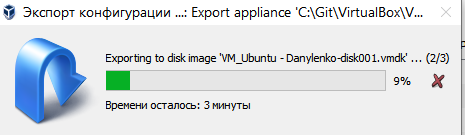 Экспорт конфигурации ...: Export appliance 'C:\Git\VirtualBox\V...
Exporting to disk image 'VM_Ubuntu - Danylenko-disk001.vmdk' ... (2/3)
9%
Времени осталось: 3 минуты